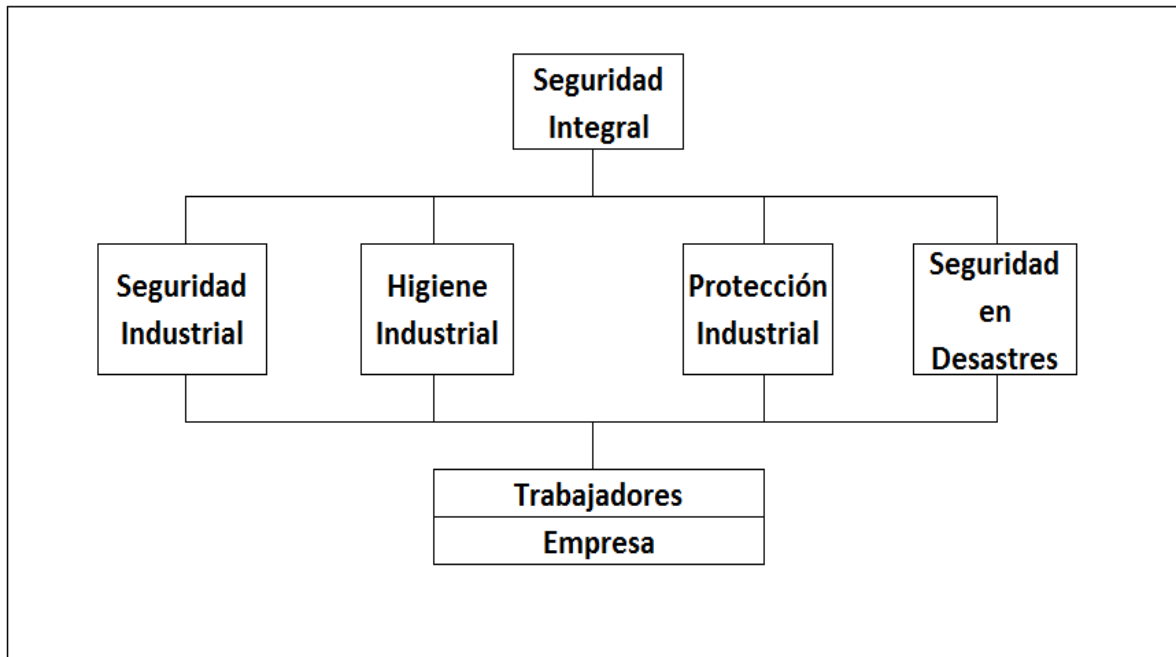 Seguridad
Integral
Seguridad
Industrial
Higiene
Industrial
Protección
Industrial
Seguridad
en
Desastres
Trabajadores
Empresa